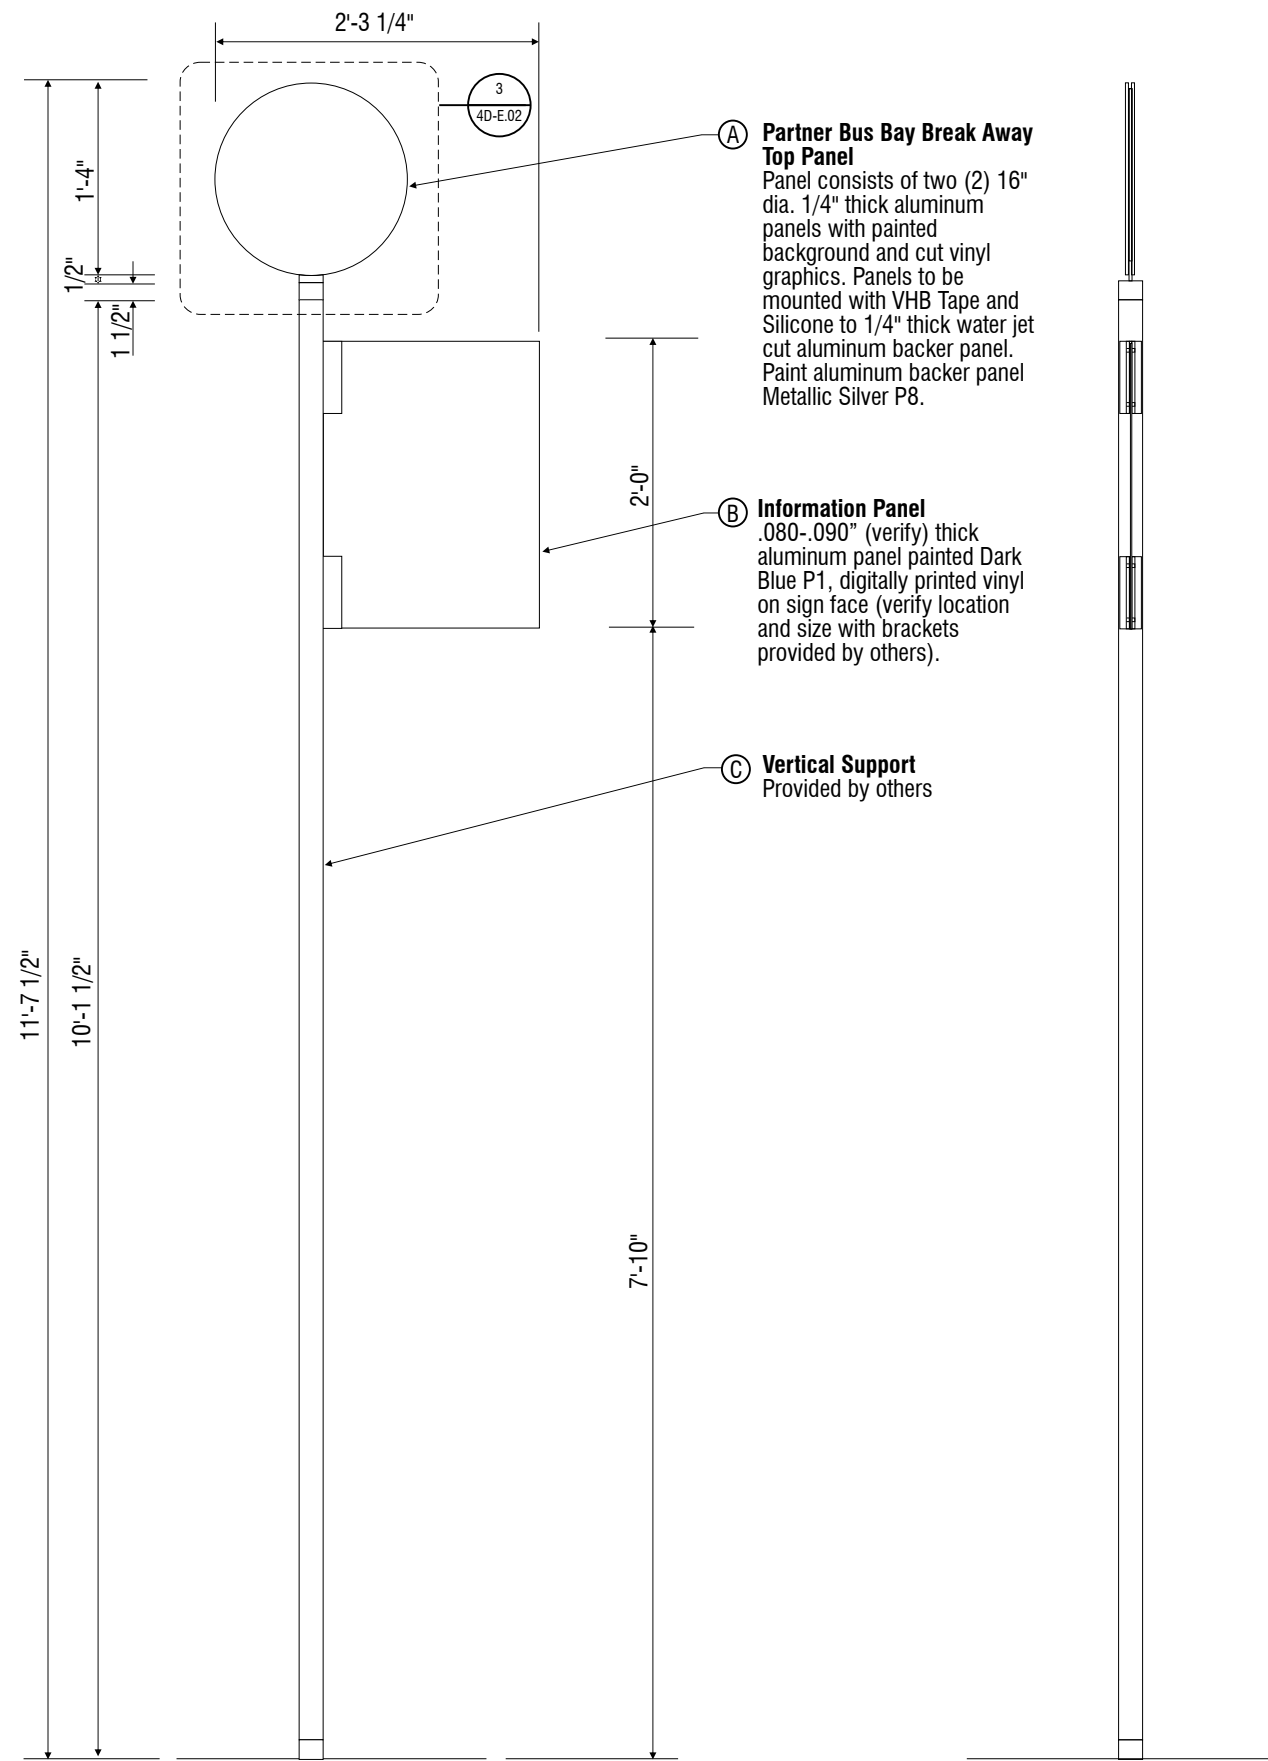 2'-3 1/4"
3
4D-E.02
1'-4"
1/2"
1 1/2"
11'-7 1/2"
10'-1 1/2"
A
Partner Bus Bay Break Away
Top Panel
Panel consists of two (2) 16"
dia. 1/4" thick aluminum
panels with painted
background and cut vinyl
graphics. Panels to be
mounted with VHB Tape and
Silicone to 1/4" thick water jet
cut aluminum backer panel.
Paint aluminum backer panel
Metallic Silver P8.
2'-0"
B
Information Panel
.080-.090” (verify) thick
aluminum panel painted Dark
Blue P1, digitally printed vinyl
on sign face (verify location
and size with brackets
provided by others).
C
Vertical Support
Provided by others
7'-10"